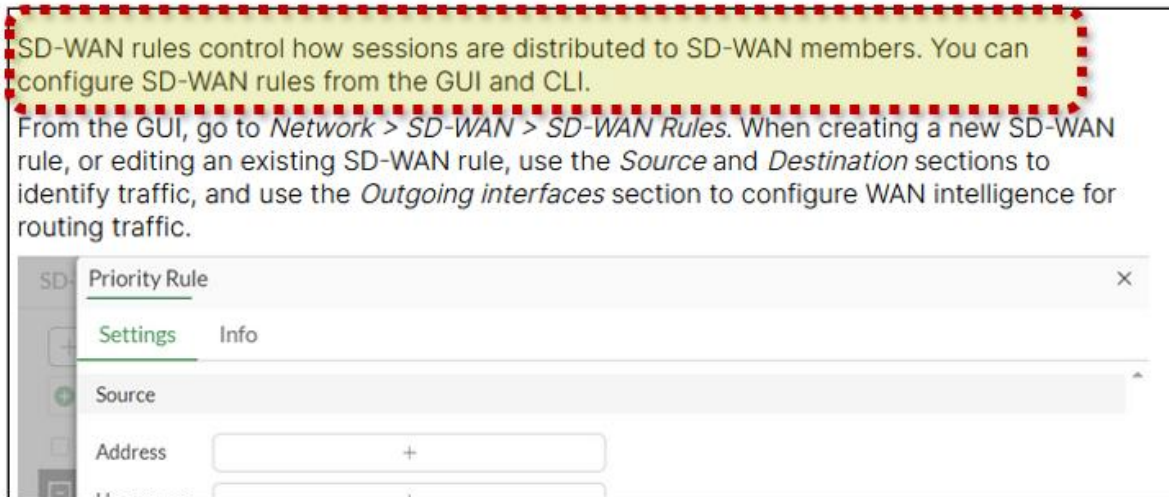 SD-WAN rules control how sessions are distributed to SD-WAN members. You can
configure SD-WAN rules from the GUI and CLI.
From the GUI, go to Network > SD-WAN > SD-WAN Rules. When creating a new SD-WAN
rule, or editing an existing SD-WAN rule, use the Source and Destination sections to
identify traffic, and use the Outgoing interfaces section to configure WAN intelligence for
routing traffic.
SD-
Priority Rule
Settings Info
Source
Address